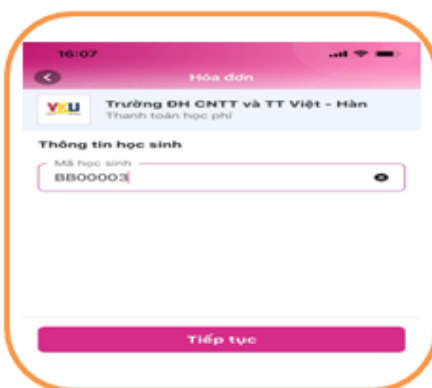 16:07
Hóa đơn
VKU
Trường ĐH CNTT và TT Việt - Hàn
Thanh toán học phí
Thông tin học sinh
Mã học sinh
BB00003
Tiếp tục